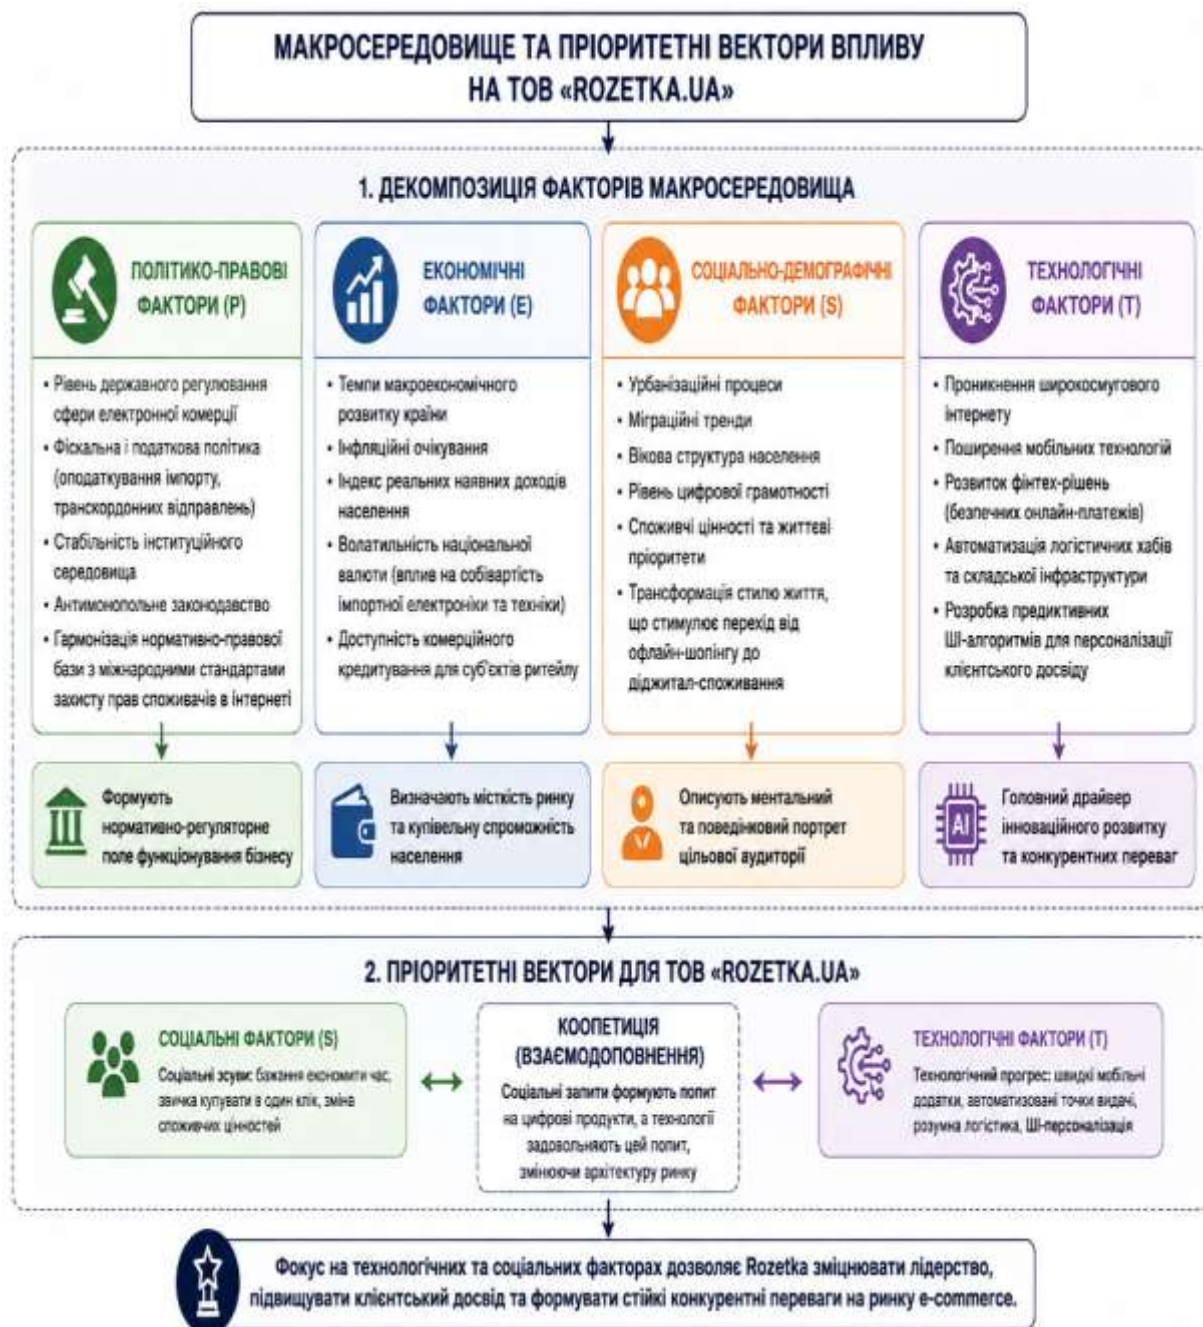 МАКРОСЕРЕДОВИЩЕ ТА ПРІОРИТЕТНІ ВЕКТОРИ ВПЛИВУ
НА ТОВ «ROZETKA.UA»
1. ДЕКОМПОЗИЦІЯ ФАКТОРІВ МАКРОСЕРЕДОВИЩА
ПОЛІТИКО-ПРАВОВІ
ФАКТОРИ (P)
• Рівень державного регулювання
сфери електронної комерції
• Фіскальна і податкова політика
(оподаткування імпорту,
транскордонних відправлень)
• Стабільність інституційного
середовища
• Антимонопольне законодавство
• Гармонізація нормативно-правової
бази з міжнародними стандартами
захисту прав споживачів в інтернеті
Формують
нормативно-регуляторне
поле функціонування бізнесу
ЕКОНОМІЧНІ
ФАКТОРИ (E)
• Темпи макроекономічного
розвитку країни
• Інфляційні очікування
• Індекс реальних наявних доходів
населення
• Волатильність національної
валюти (вплив на собівартість
імпортної електроніки та техніки)
• Доступність комерційного
кредитування для суб'єктів ритейлу
Визначають місткість ринку
та купівельну спроможність
населення
СОЦІАЛЬНО-ДЕМОГРАФІЧНІ
ФАКТОРИ (S)
• Урбанізаційні процеси
• Міграційні тренди
• Вікова структура населення
• Рівень цифрової грамотності
• Споживчі цінності та життєві
пріоритети
• Трансформація стилю життя,
що стимулює перехід від
офлайн-шопінгу до
діджитал-споживання
Описують ментальний
та поведінковий портрет
цільової аудиторії
ТЕХНОЛОГІЧНІ
ФАКТОРИ (T)
• Проникнення широкосмугового
інтернету
• Поширення мобільних технологій
• Розвиток фінтех-рішень
(безпечних онлайн-платежів)
• Автоматизація логістичних хабів
та складської інфраструктури
• Розробка предиктивних
ШІ-алгоритмів для персоналізації
клієнтського досвіду
AI
Головний драйвер
інноваційного розвитку
та конкурентних переваг
2. ПРІОРИТЕТНІ ВЕКТОРИ ДЛЯ ТОВ «ROZETKA.UA»
СОЦІАЛЬНІ ФАКТОРИ (S)
Соціальні зсуви: бажання економити час,
звичка купувати в один клік, зміна
споживчих цінностей
КООПЕТИЦІЯ
(ВЗАЄМОДОПОВНЕННЯ)
Соціальні запити формують попит
на цифрові продукти, а технології
задовольняють цей попит,
змінюючи архітектуру ринку
ТЕХНОЛОГІЧНІ ФАКТОРИ (T)
Технологічний прогрес: швидкі мобільні
додатки, автоматизовані точки видачі,
розумна логістика, ШІ-персоналізація
Фокус на технологічних та соціальних факторах дозволяє Rozetka зміцнювати лідерство,
підвищувати клієнтський досвід та формувати стійкі конкурентні переваги на ринку e-commerce.